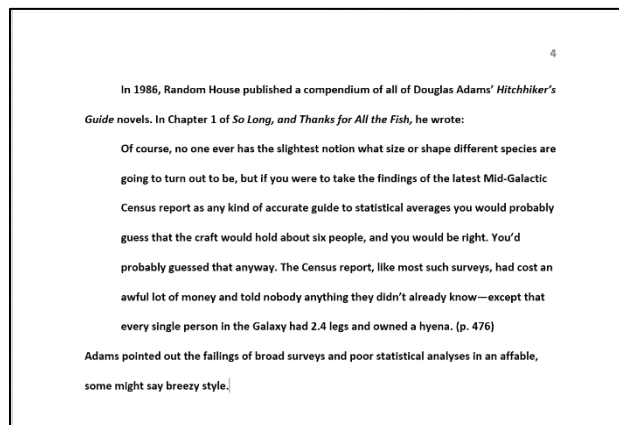 4
In 1986, Random House published a compendium of all of Douglas Adams’ Hitchhiker’s
Guide novels. In Chapter 1 of So Long, and Thanks for All the Fish, he wrote:
Of course, no one ever has the slightest notion what size or shape different species are
going to turn out to be, but if you were to take the findings of the latest Mid-Galactic
Census report as any kind of accurate guide to statistical averages you would probably
guess that the craft would hold about six people, and you would be right. You’d
probably guessed that anyway. The Census report, like most such surveys, had cost an
awful lot of money and told nobody anything they didn’t already know—except that
every single person in the Galaxy had 2.4 legs and owned a hyena. (p. 476)
Adams pointed out the failings of broad surveys and poor statistical analyses in an affable,
some might say breezy style.